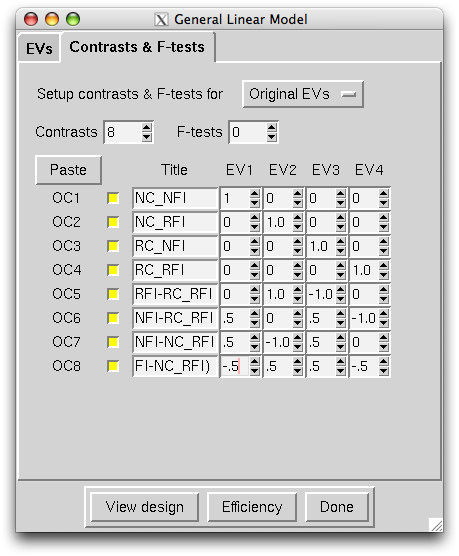 General Linear Model
EVs Contrasts & F-tests
Setup contrasts & F-tests for Original EVs
Contrasts 8 F-tests 0
Paste Title EV1 EV2 EV3 EV4
OC1 NC_NFI 1 0 0 0
OC2 NC_RFI 0 1.0 0 0
OC3 RC_NFI 0 0 1.0 0
OC4 RC_RFI 0 0 0 1.0
OC5 RFI-RC_RFI 0 1.0 -1.0 0
OC6 NFI-RC_RFI .5 0 .5 -1.0
OC7 NFI-NC_RFI .5 -1.0 .5 0
OC8 FI-NC_RFI) -.5 .5 .5 -.5
View design Efficiency Done